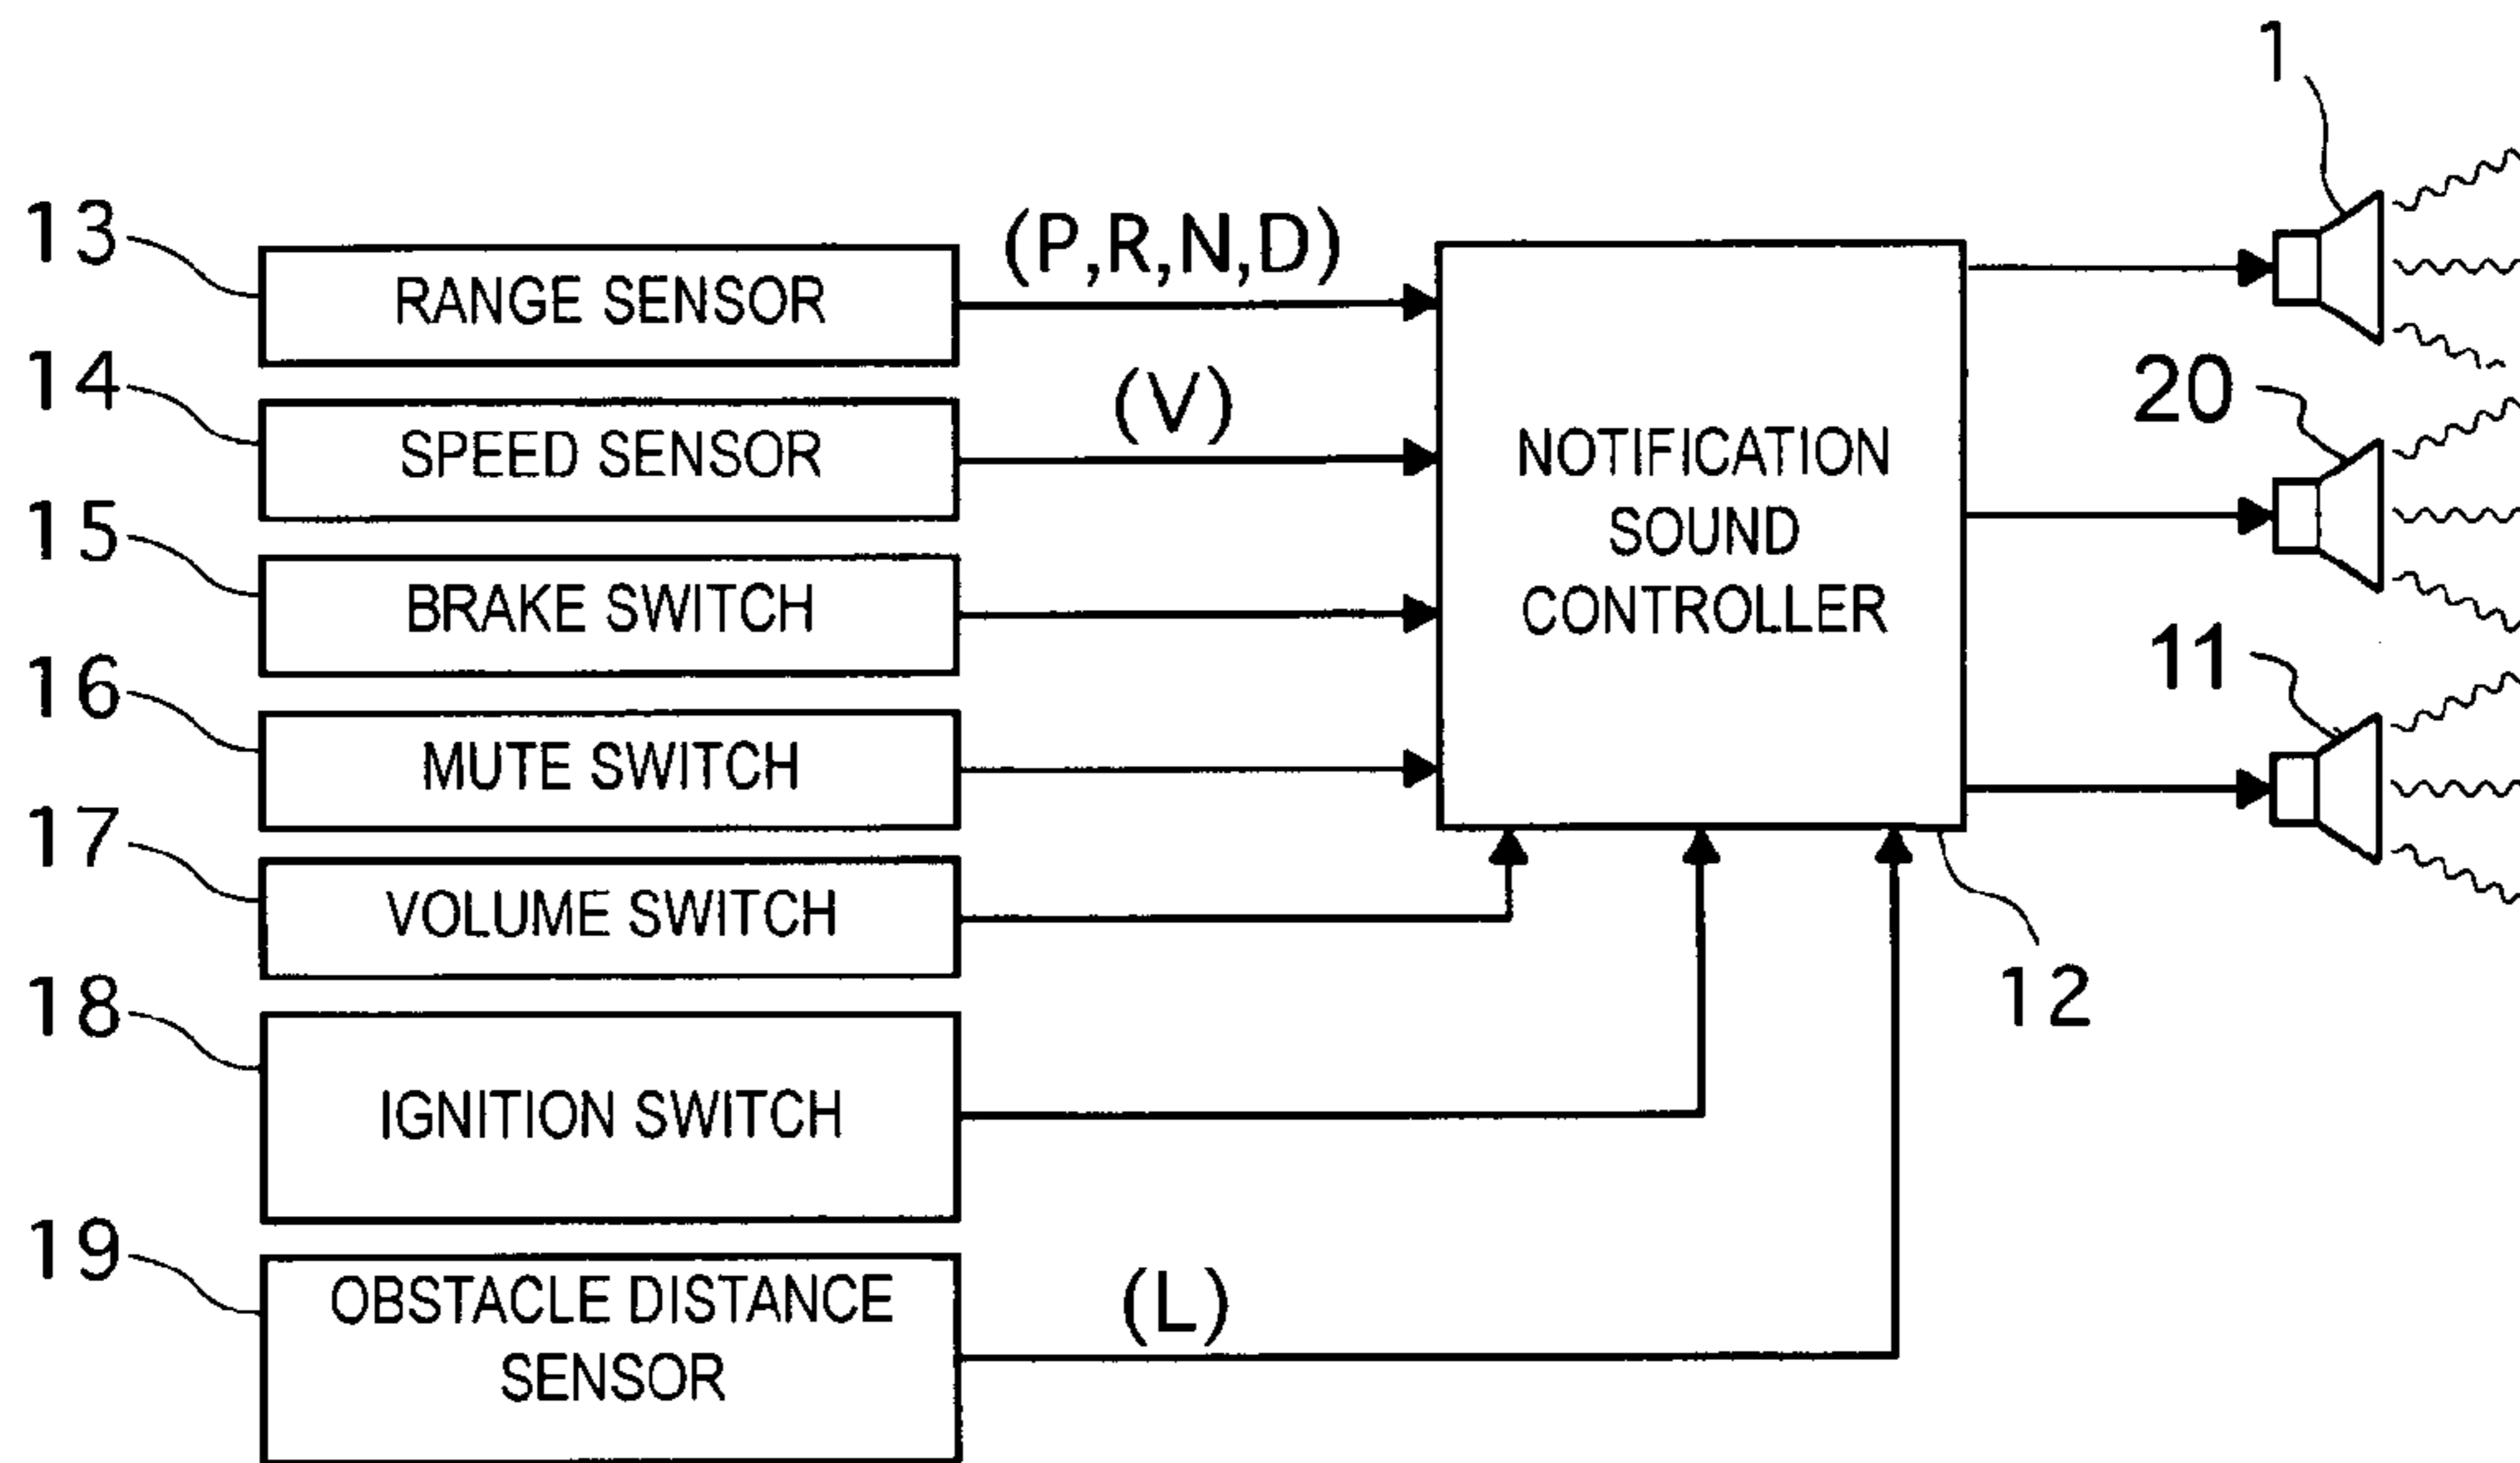 1
13
RANGE SENSOR
(P,R,N,D)
14
SPEED SENSOR
(V)
20
15
BRAKE SWITCH
NOTIFICATION
SOUND
CONTROLLER
11
16
MUTE SWITCH
17
VOLUME SWITCH
12
18
IGNITION SWITCH
19
OBSTACLE DISTANCE
SENSOR
(L)